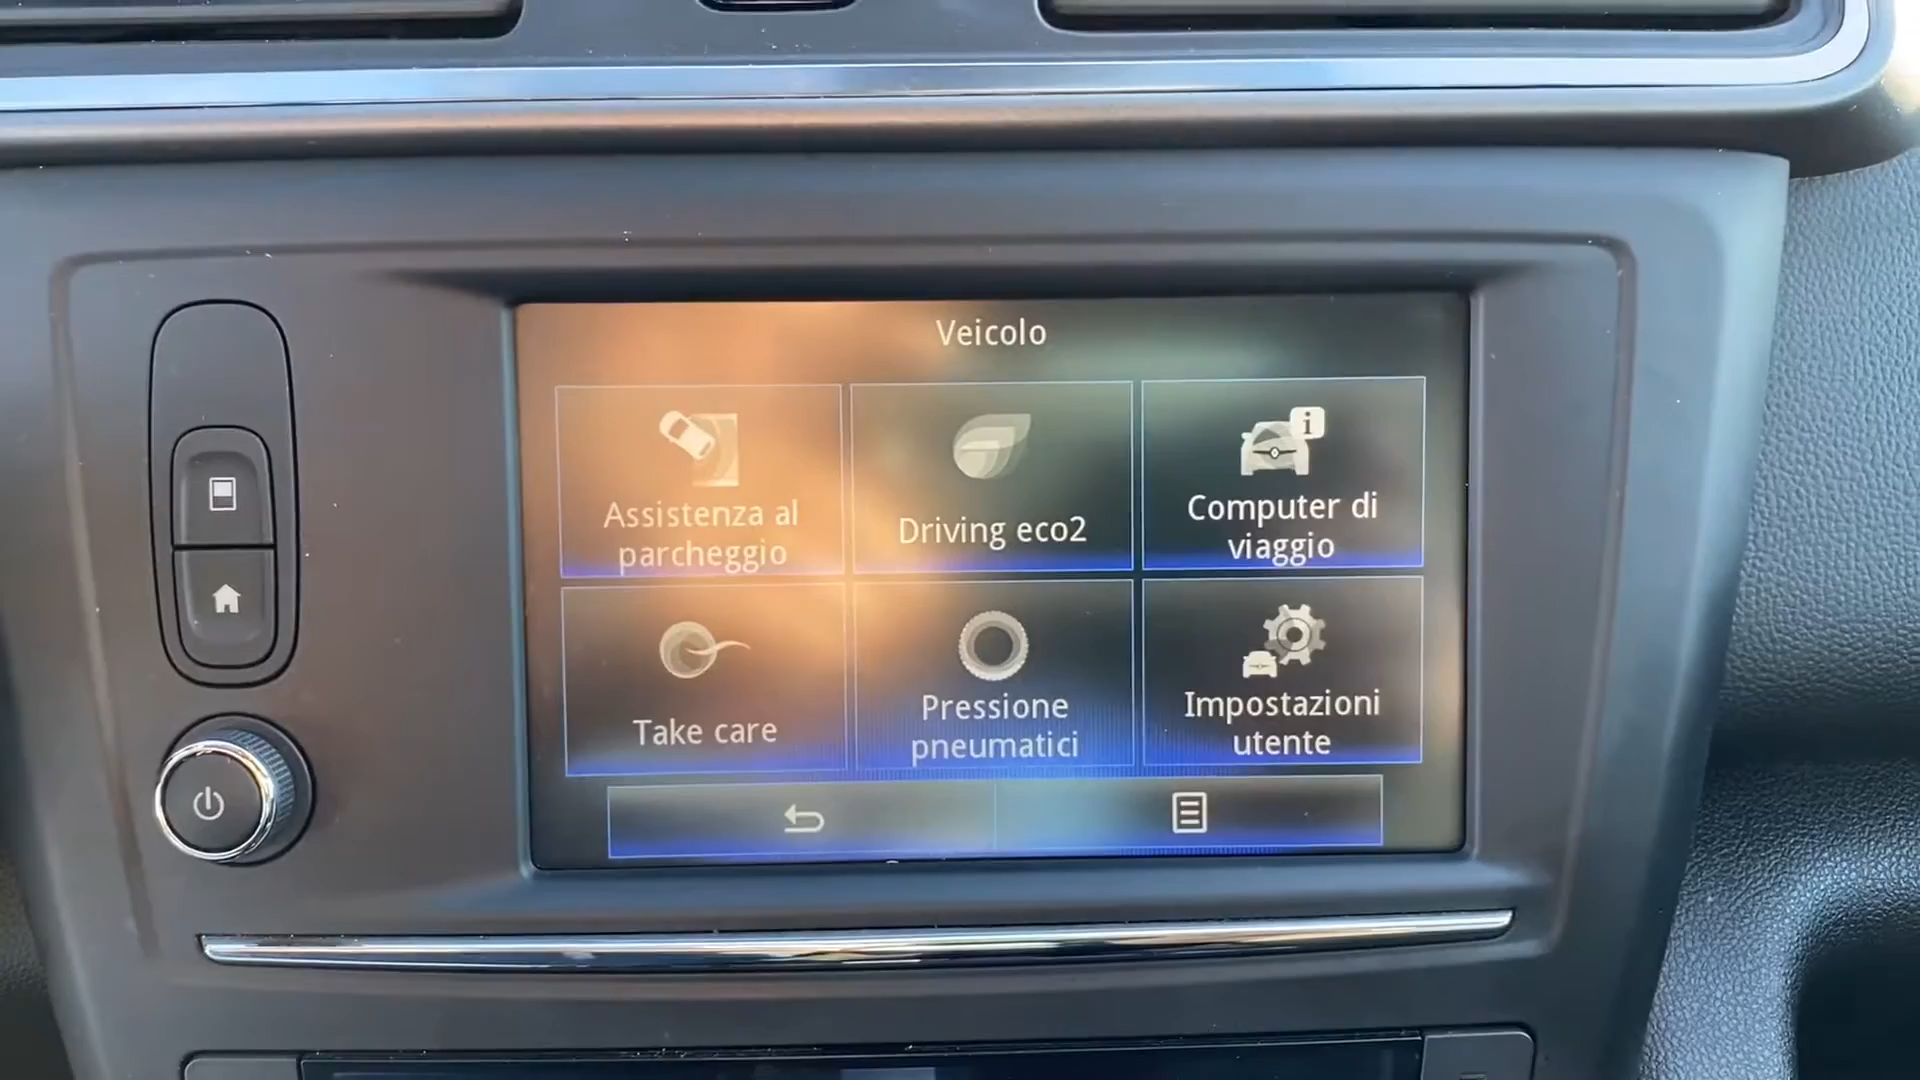 Veicolo
Assistenza al
parcheggio
Driving eco2
i
Computer di
viaggio
Take care
Pressione
pneumatici
Impostazioni
utente